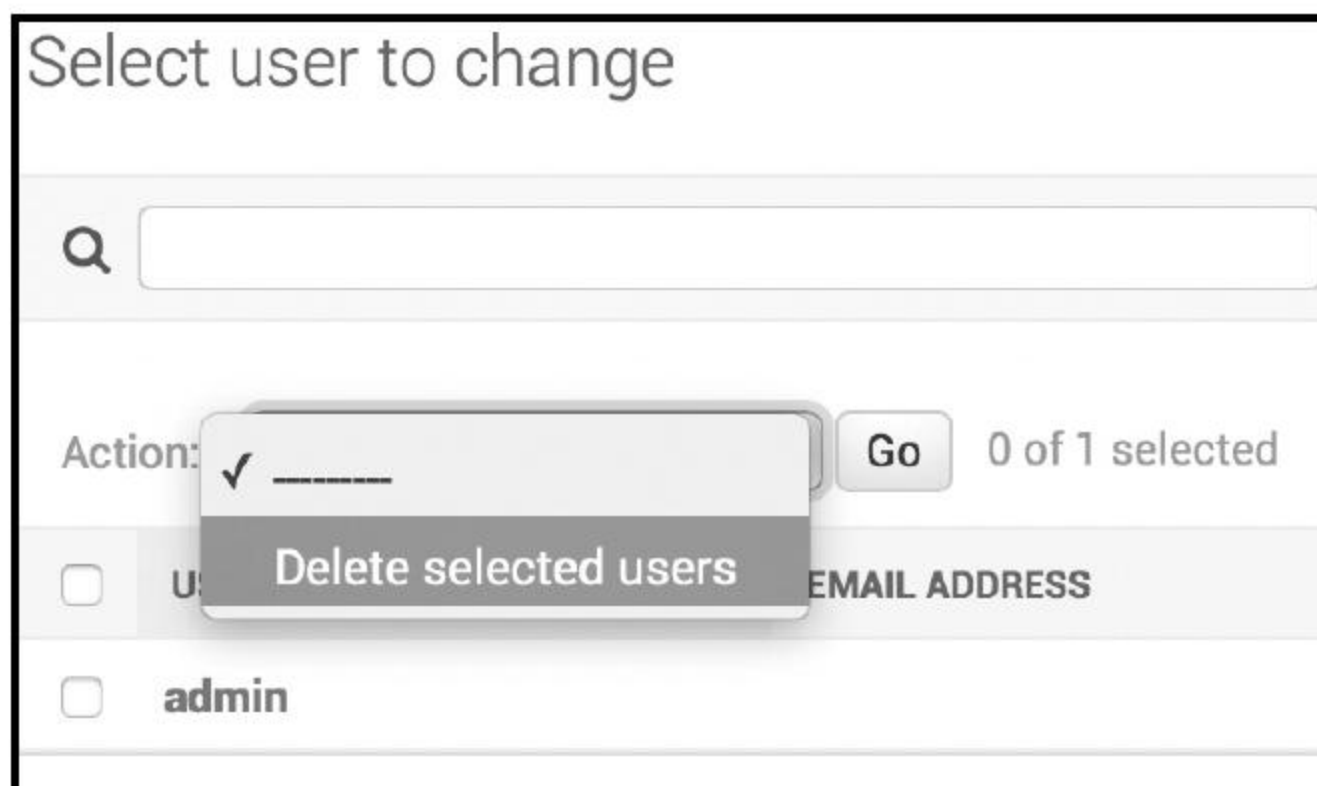 Select user to change
Action: ✓ --------- Go 0 of 1 selected
Delete selected users
EMAIL ADDRESS
admin